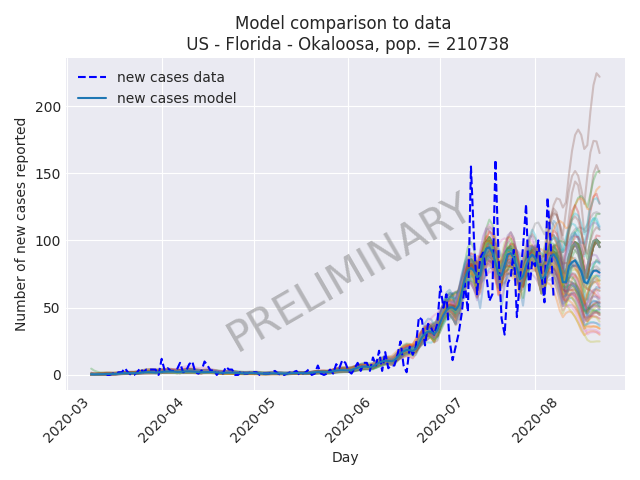 Model comparison to data
US - Florida - Okaloosa, pop. = 210738
new cases data
new cases model
PRELIMINARY
Number of new cases reported
200
150
100
50
0
2020-03
2020-04
2020-05
2020-06
2020-07
2020-08
Day